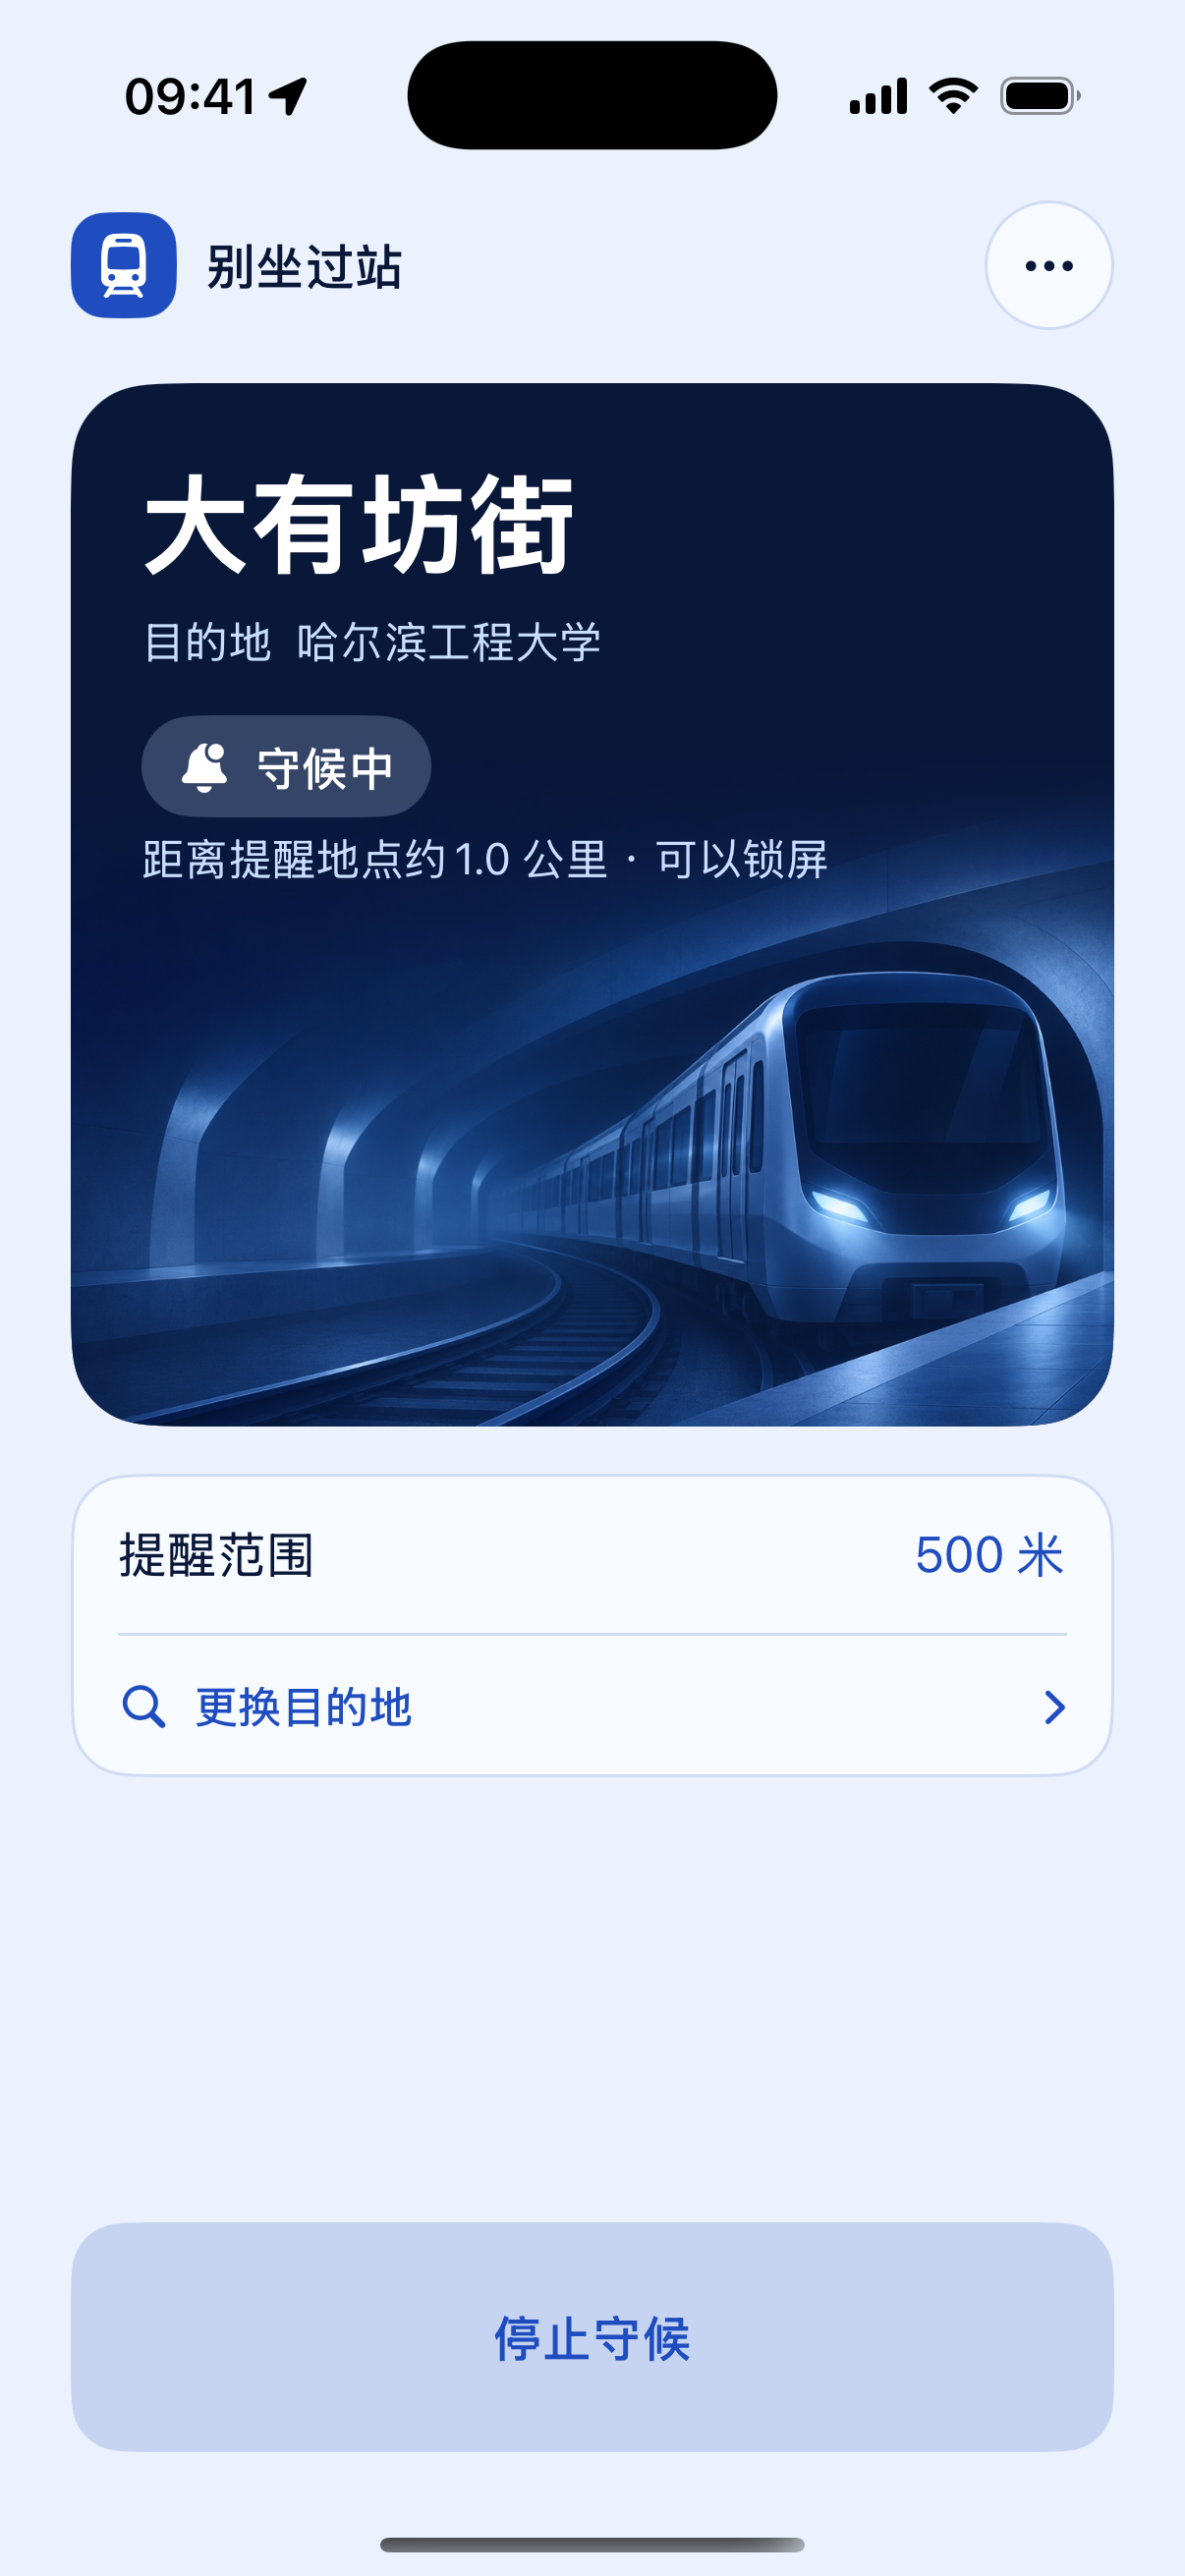 09:41
别坐过站
大有坊街
目的地 哈尔滨工程大学
守候中
距离提醒地点约 1.0 公里 · 可以锁屏
提醒范围 500 米
更换目的地
停止守候